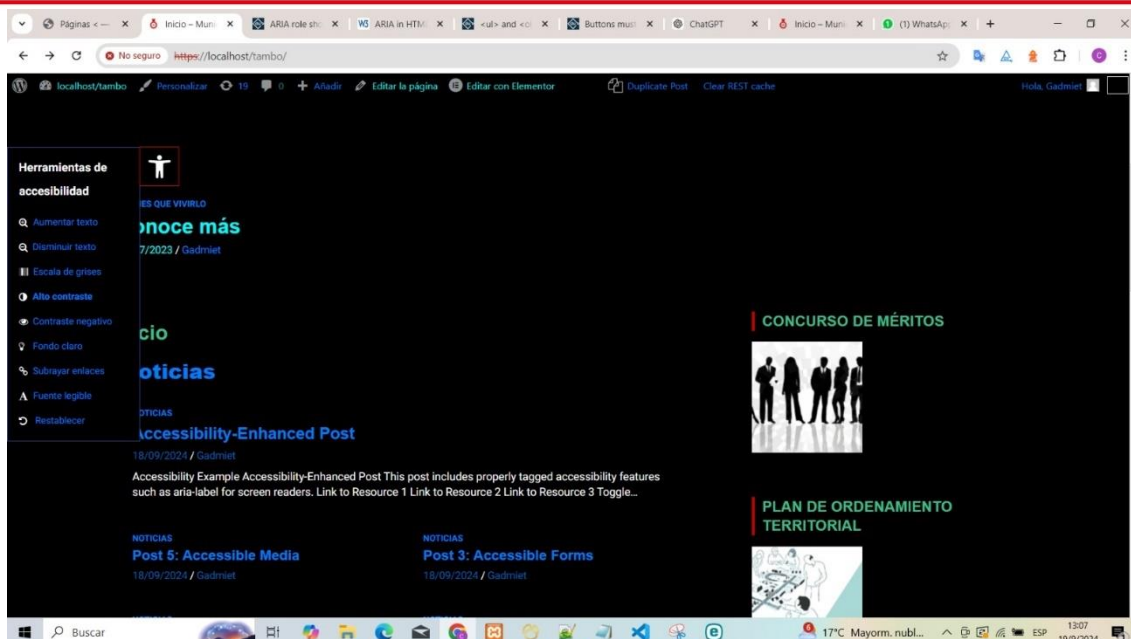 Páginas < —
Inicio – Muni
ARIA role sho
ARIA in HTM
<ul> and <o
Buttons must
ChatGPT
Inicio – Muni
(1) WhatsAp
No seguro
https://localhost/tambo/
localhost/tambo Personalizar 19 0 Añadir Editar la página Editar con Elementor Duplicate Post Clear REST cache Hola, Gadmiet
Herramientas de
accesibilidad
Aumentar texto
Disminuir texto
Escala de grises
Alto contraste
Contraste negativo
Fondo claro
Subrayar enlaces
Fuente legible
Restablecer
ES QUE VIVIRLO
onoce más
7/2023 / Gadmiet
cio
oticias
OTICIAS
Accessibility-Enhanced Post
18/09/2024 / Gadmiet
Accessibility Example Accessibility-Enhanced Post This post includes properly tagged accessibility features
such as aria-label for screen readers. Link to Resource 1 Link to Resource 2 Link to Resource 3 Toggle...
NOTICIAS
Post 5: Accessible Media
18/09/2024 / Gadmiet
NOTICIAS
Post 3: Accessible Forms
18/09/2024 / Gadmiet
CONCURSO DE MÉRITOS
PLAN DE ORDENAMIENTO
TERRITORIAL
Buscar
17°C Mayorm. nubl...
ESP
13:07
19/9/2024